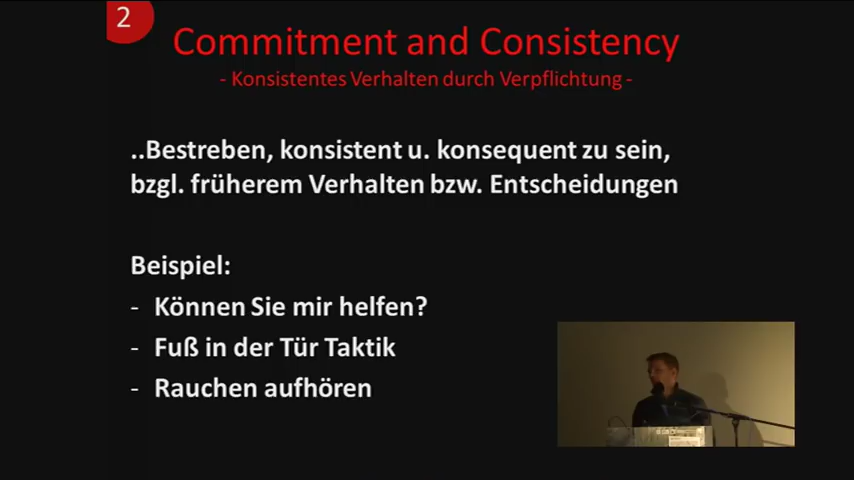 2
Commitment and Consistency
- Konsistentes Verhalten durch Verpflichtung -
..Bestreben, konsistent u. konsequent zu sein,
bzgl. früherem Verhalten bzw. Entscheidungen
Beispiel:
- Können Sie mir helfen?
- Fuß in der Tür Taktik
- Rauchen aufhören